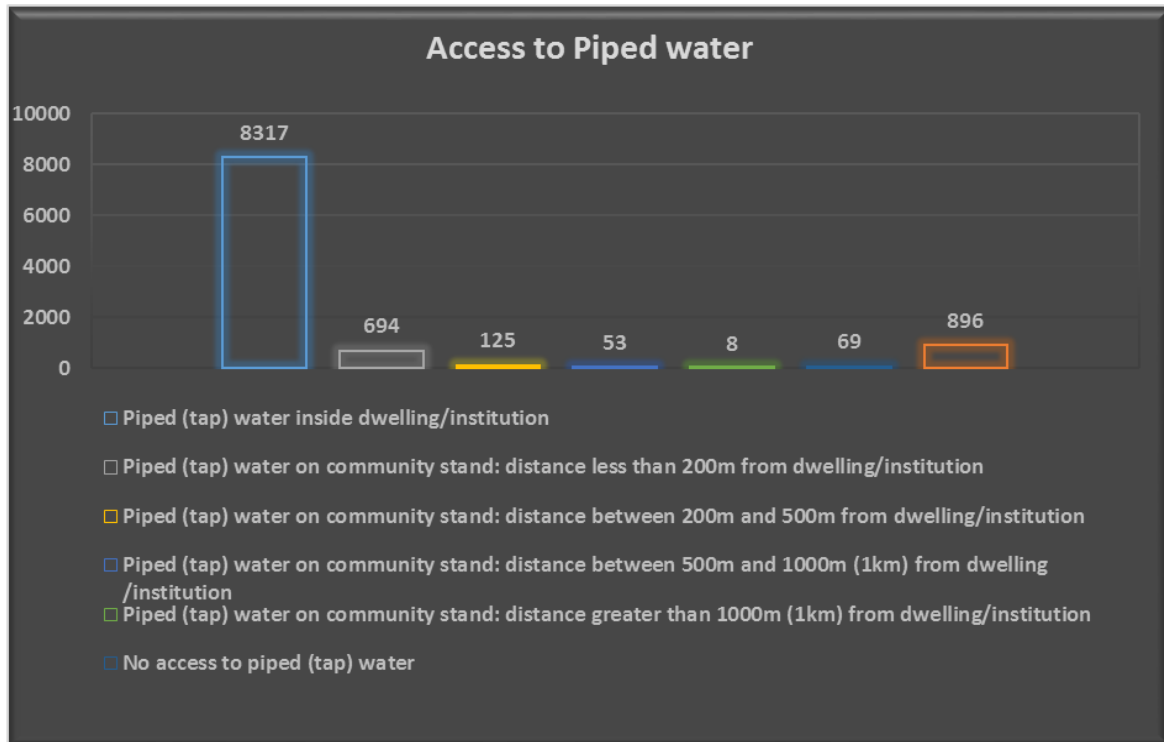 Access to Piped water
10000
8000
6000
4000
2000
0
8317
694
125
53
8
69
896
Piped (tap) water inside dwelling/institution
Piped (tap) water on community stand: distance less than 200m from dwelling/institution
Piped (tap) water on community stand: distance between 200m and 500m from dwelling/institution
Piped (tap) water on community stand: distance between 500m and 1000m (1km) from dwelling
/institution
Piped (tap) water on community stand: distance greater than 1000m (1km) from dwelling/institution
No access to piped (tap) water